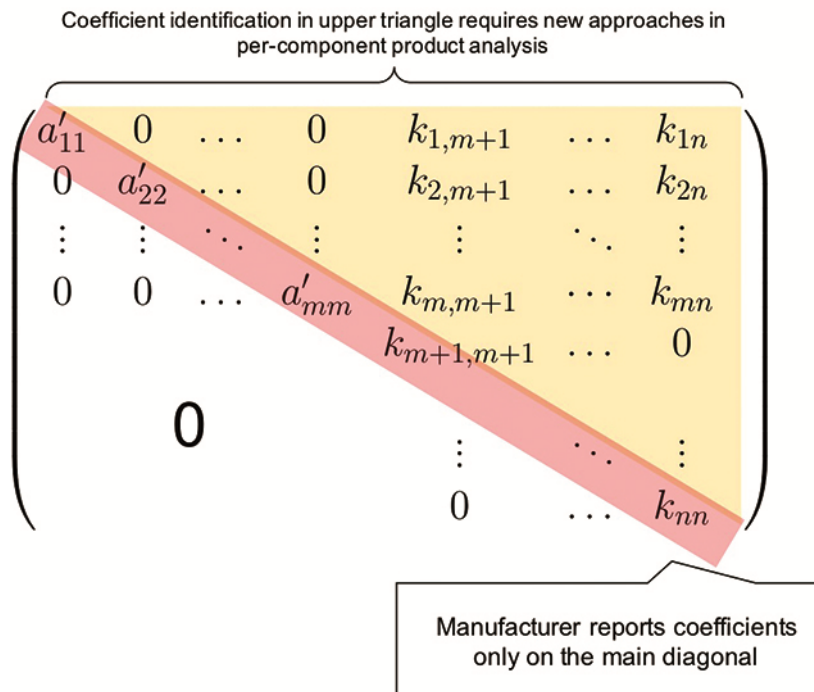 Coefficient identification in upper triangle requires new approaches in
per-component product analysis
a′₁₁ 0 … 0 k₁,ₘ₊₁ … k₁ₙ
0 a′₂₂ … 0 k₂,ₘ₊₁ … k₂ₙ
⋮ ⋮ ⋱ ⋮ ⋮ ⋱ ⋮
0 0 … a′ₘₘ kₘ,ₘ₊₁ … kₘₙ
kₘ₊₁,ₘ₊₁ … 0
0
⋮ ⋱ ⋮
0 … kₙₙ
Manufacturer reports coefficients
only on the main diagonal